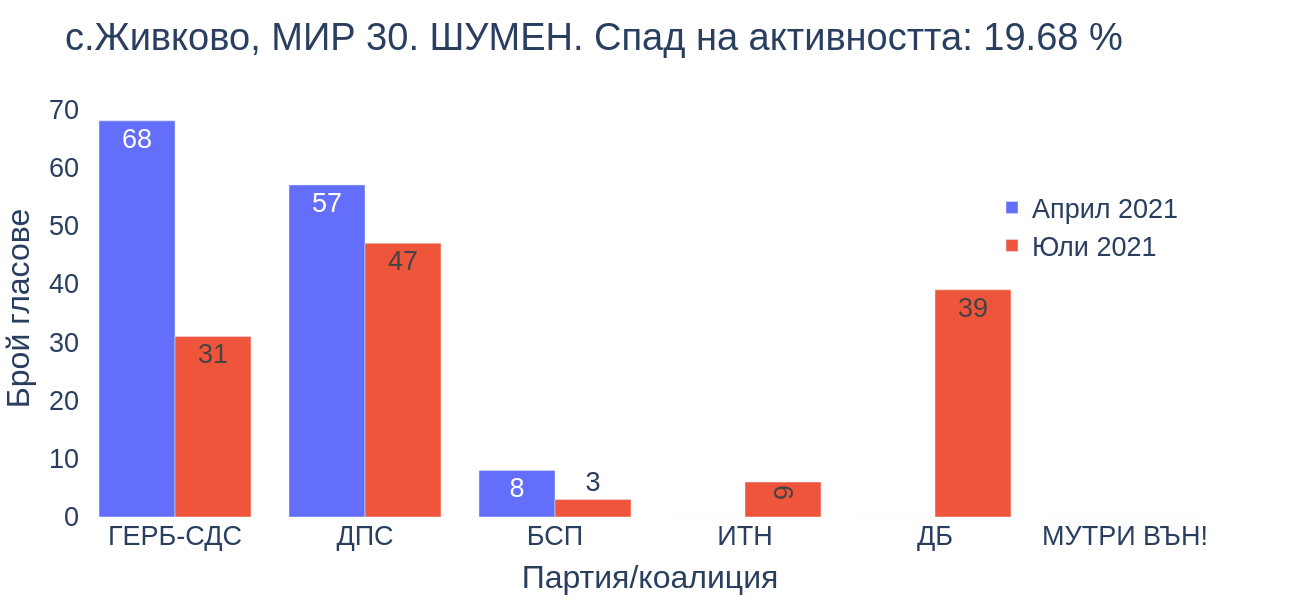 с.Живково, МИР 30. ШУМЕН. Спад на активността: 19.68 %
Брой гласове
70
60
50
40
30
20
10
0
68
31
57
47
8
3
6
39
Април 2021
Юли 2021
ГЕРБ-СДС
ДПС
БСП
ИТН
ДБ
МУТРИ ВЪН!
Партия/коалиция